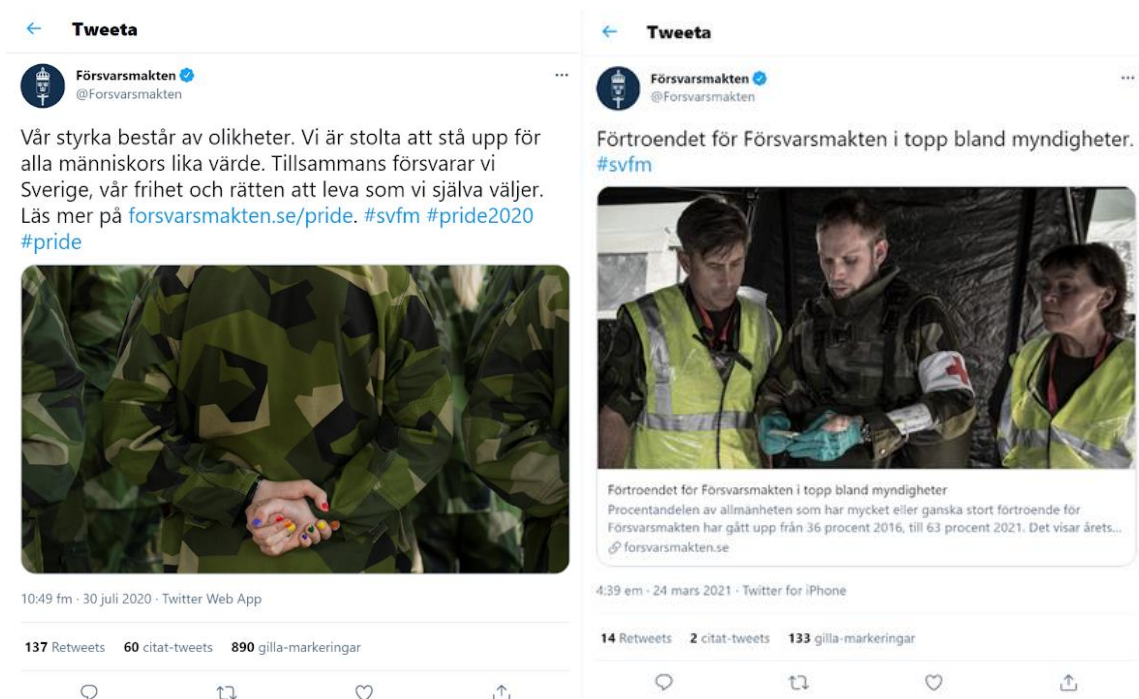 Tweeta
Försvarsmakten
@Forsvarsmakten
Vår styrka består av olikheter. Vi är stolta att stå upp för
alla människors lika värde. Tillsammans försvarar vi
Sverige, vår frihet och rätten att leva som vi själva väljer.
Läs mer på forsvarsmakten.se/pride. #svfm #pride2020
#pride
10:49 fm · 30 juli 2020 · Twitter Web App
137 Retweets 60 citat-tweets 890 gilla-markeringar
Tweeta
Försvarsmakten
@Forsvarsmakten
Förtroendet för Försvarsmakten i topp bland myndigheter.
#svfm
Förtroendet för Försvarsmakten i topp bland myndigheter
Procentandelen av allmänheten som har mycket eller ganska stort förtroende för
Försvarsmakten har gått upp från 36 procent 2016, till 63 procent 2021. Det visar årets...
forsvarsmakten.se
4:39 em · 24 mars 2021 · Twitter for iPhone
14 Retweets 2 citat-tweets 133 gilla-markeringar